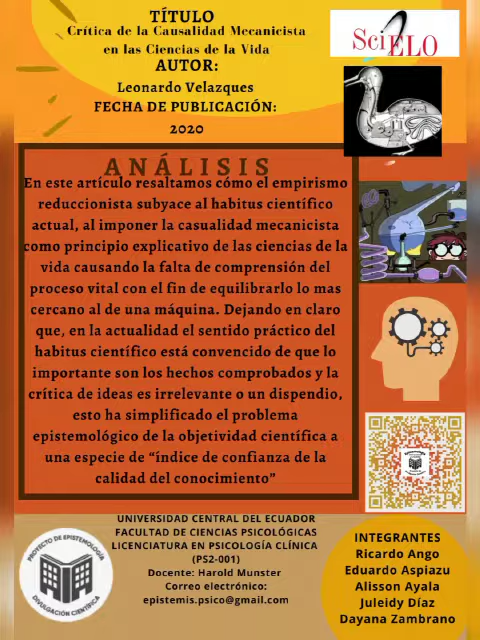 TÍTULO
Crítica de la Causalidad Mecanicista
en las Ciencias de la Vida
AUTOR:
Leonardo Velazques
FECHA DE PUBLICACIÓN:
2020
SciELO
ANÁLISIS
En este artículo resaltamos cómo el empirismo
reduccionista subyace al habitus científico
actual, al imponer la casualidad mecanicista
como principio explicativo de las ciencias de la
vida causando la falta de comprensión del
proceso vital con el fin de equilibrarlo lo mas
cercano al de una máquina. Dejando en claro
que, en la actualidad el sentido práctico del
habitus científico está convencido de que lo
importante son los hechos comprobados y la
crítica de ideas es irrelevante o un dispendio,
esto ha simplificado el problema
epistemológico de la objetividad científica a
una especie de “índice de confianza de la
calidad del conocimiento”
PROYECTO DE EPISTEMOLOGÍA
DIVULGACIÓN CIENTÍFICA
UNIVERSIDAD CENTRAL DEL ECUADOR
FACULTAD DE CIENCIAS PSICOLÓGICAS
LICENCIATURA EN PSICOLOGÍA CLÍNICA
(PS2-001)
Docente: Harold Munster
Correo electrónico:
epistemis.psico@gmail.com
INTEGRANTES
Ricardo Ango
Eduardo Aspiazu
Alisson Ayala
Juleidy Díaz
Dayana Zambrano